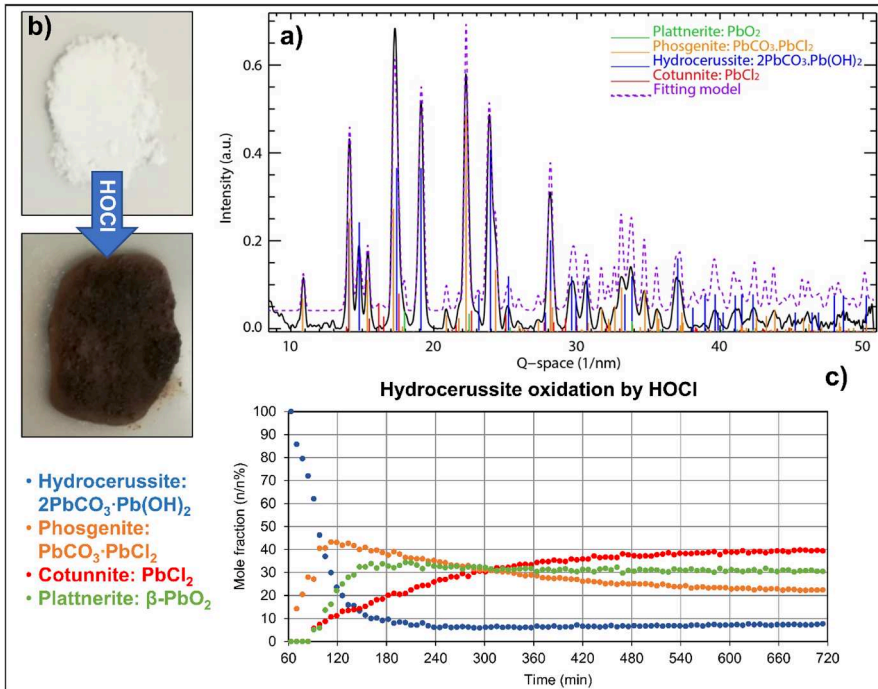 b)
HOCl
• Hydrocerussite:
2PbCO₃·Pb(OH)₂
• Phosgenite:
PbCO₃·PbCl₂
• Cotunnite: PbCl₂
• Plattnerite: β-PbO₂
a)
Plattnerite: PbO₂
Phosgenite: PbCO₃.PbCl₂
Hydrocerussite: 2PbCO₃.Pb(OH)₂
Cotunnite: PbCl₂
Fitting model
Intensity (a.u.)
0.6
0.4
0.2
0.0
10 20 30 40 50
Q−space (1/nm)
c)
Hydrocerussite oxidation by HOCl
Mole fraction (n/n%)
100
90
80
70
60
50
40
30
20
10
0
60 120 180 240 300 360 420 480 540 600 660 720
Time (min)